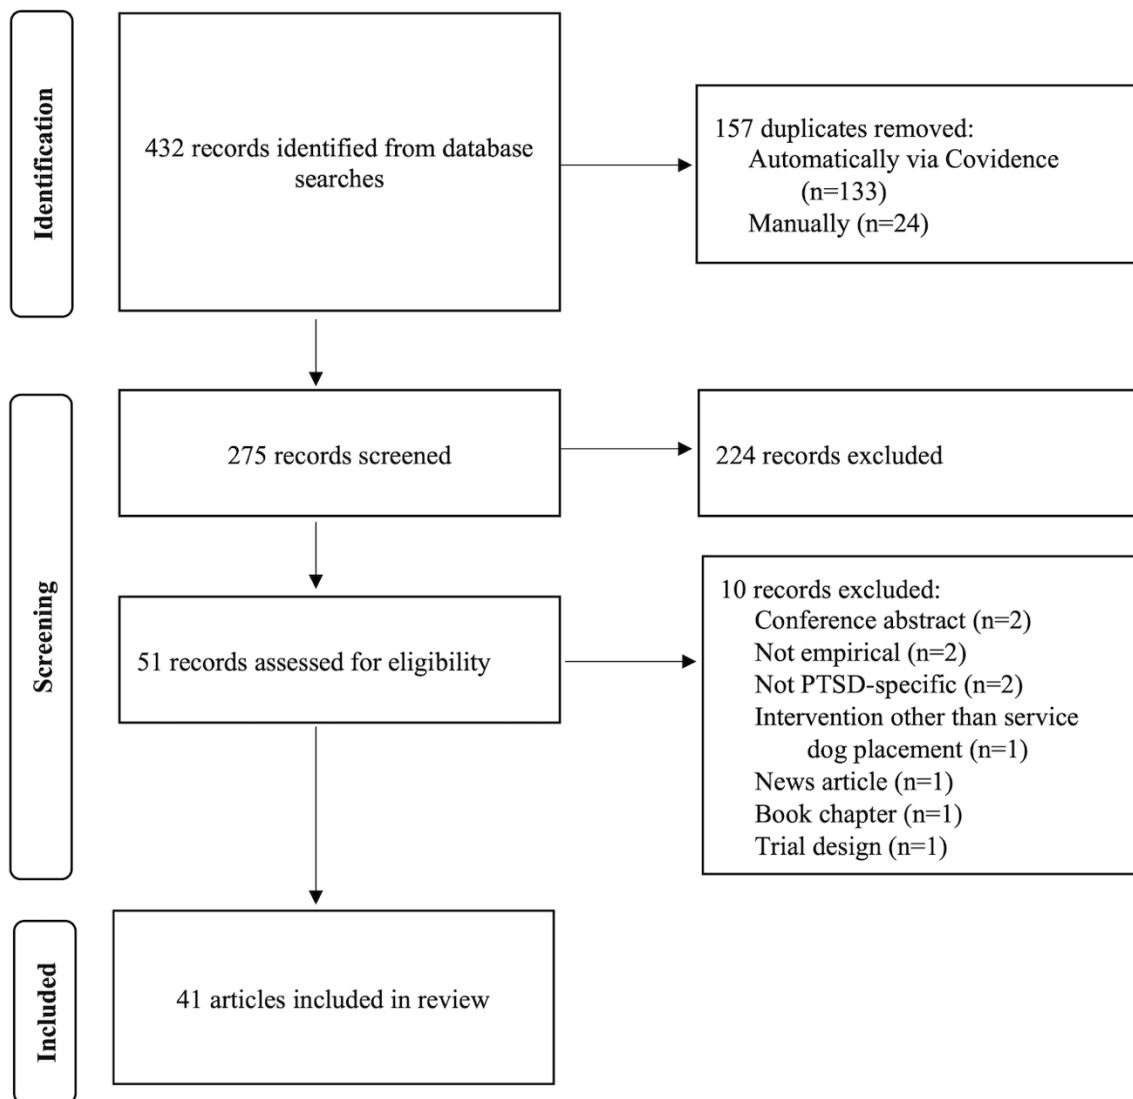 Identification
432 records identified from database
searches
157 duplicates removed:
Automatically via Covidence
(n=133)
Manually (n=24)
Screening
275 records screened
224 records excluded
51 records assessed for eligibility
10 records excluded:
Conference abstract (n=2)
Not empirical (n=2)
Not PTSD-specific (n=2)
Intervention other than service
dog placement (n=1)
News article (n=1)
Book chapter (n=1)
Trial design (n=1)
Included
41 articles included in review